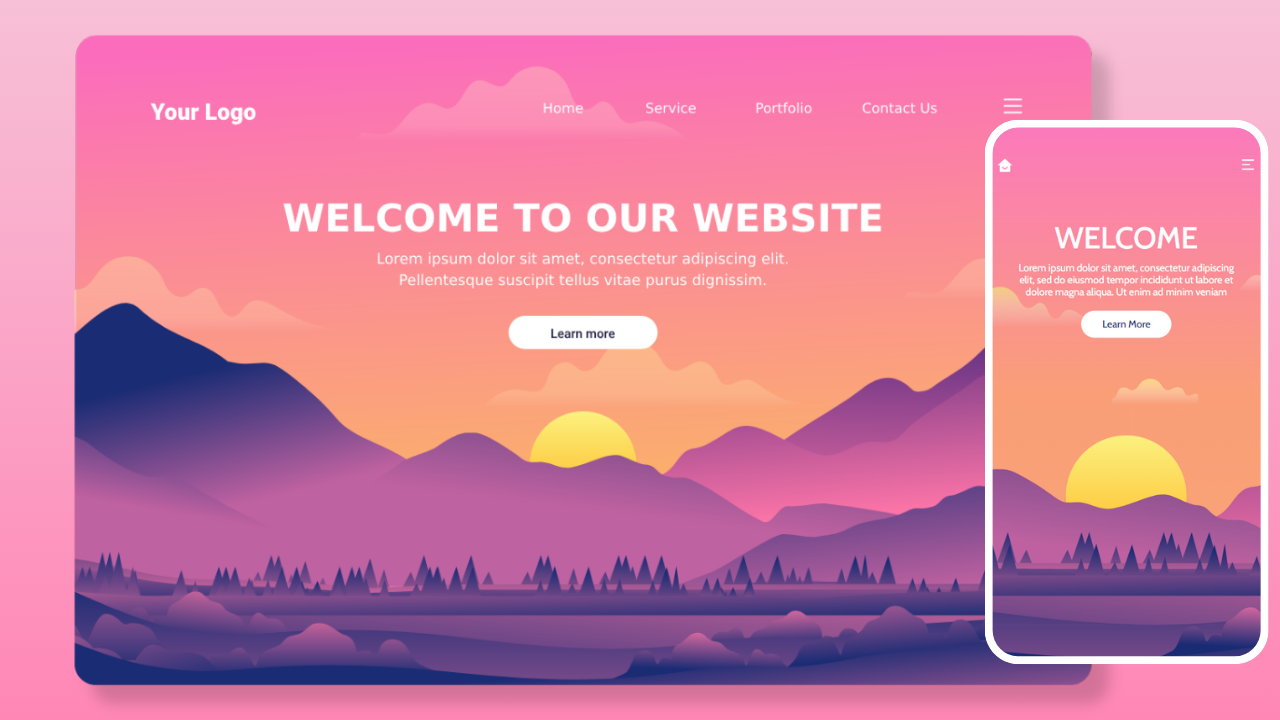 Your Logo
Home Service Portfolio Contact Us
WELCOME TO OUR WEBSITE
Lorem ipsum dolor sit amet, consectetur adipiscing elit.
Pellentesque suscipit tellus vitae purus dignissim.
Learn more
WELCOME
Lorem ipsum dolor sit amet, consectetur adipiscing
elit, sed do eiusmod tempor incididunt ut labore et
dolore magna aliqua. Ut enim ad minim veniam
Learn More